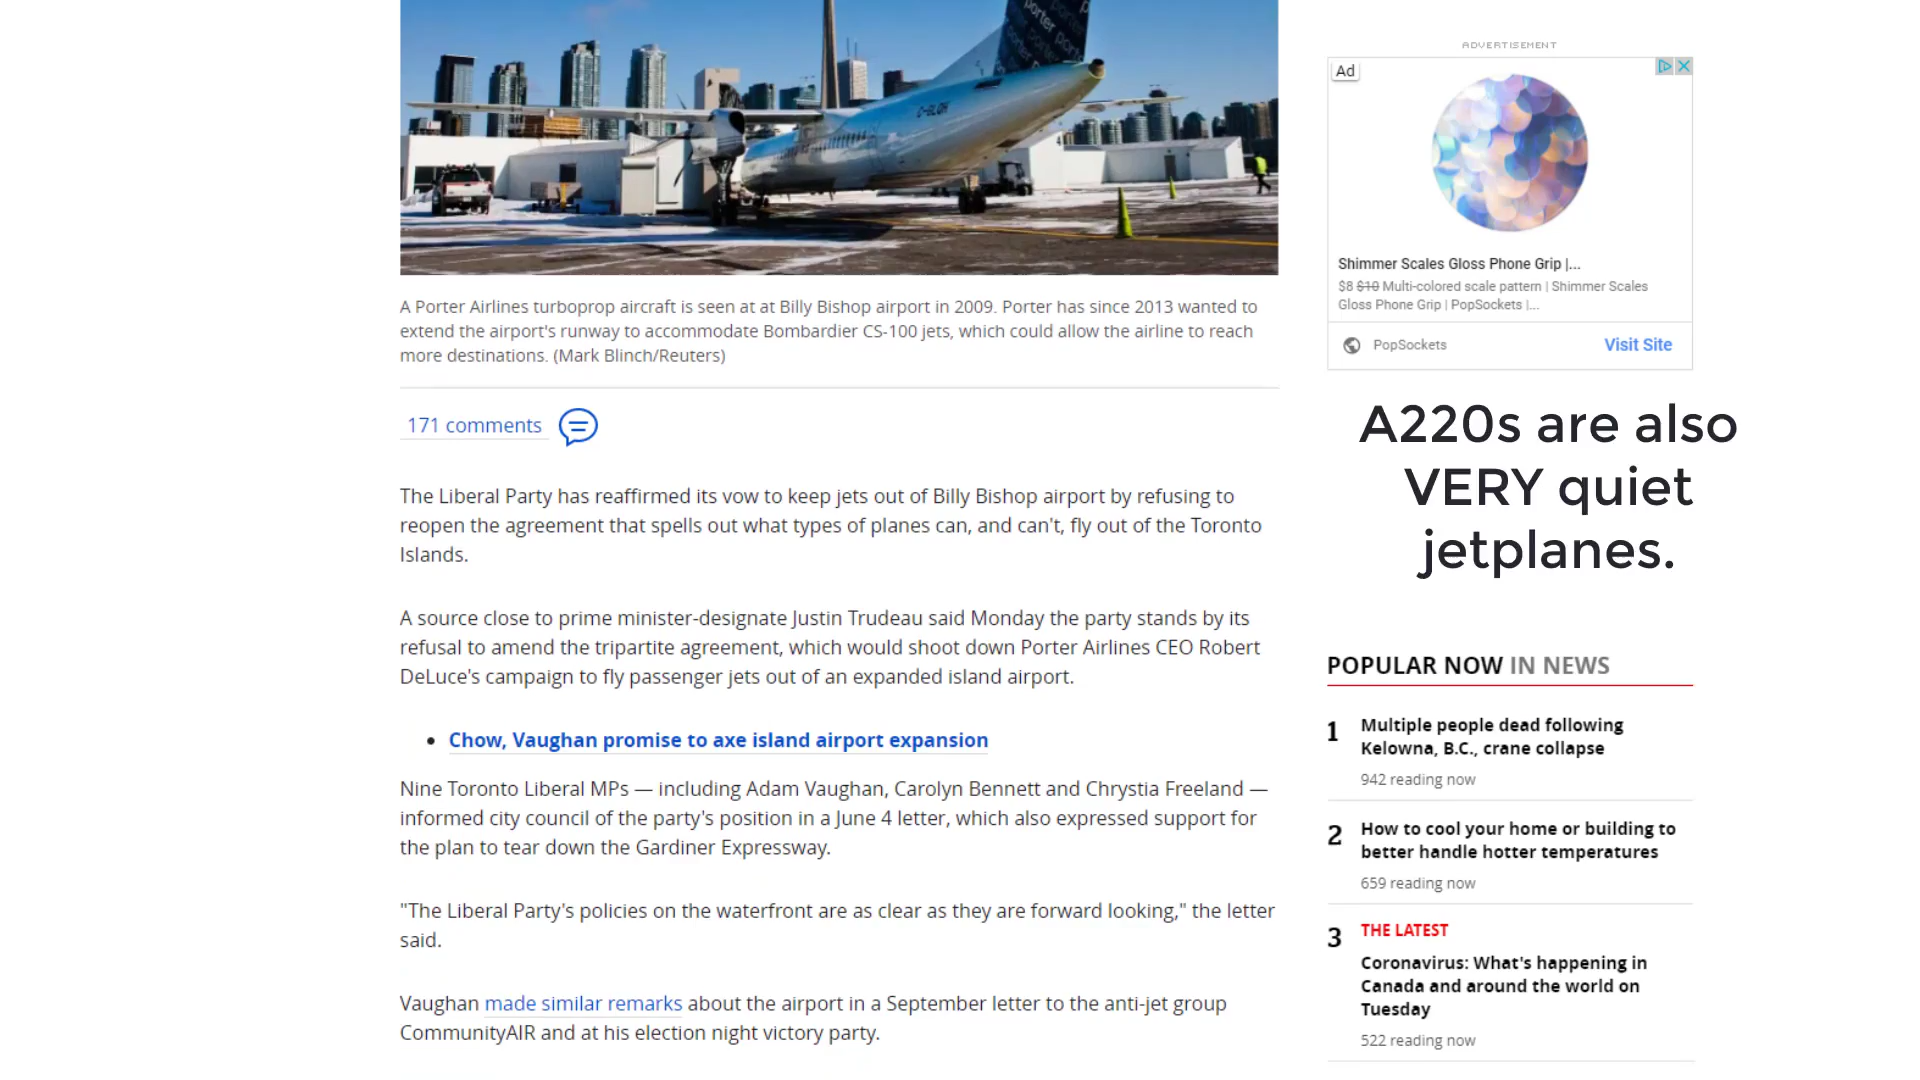 porter
porter
C-GLQH
A Porter Airlines turboprop aircraft is seen at at Billy Bishop airport in 2009. Porter has since 2013 wanted to
extend the airport's runway to accommodate Bombardier CS-100 jets, which could allow the airline to reach
more destinations. (Mark Blinch/Reuters)
171 comments
The Liberal Party has reaffirmed its vow to keep jets out of Billy Bishop airport by refusing to
reopen the agreement that spells out what types of planes can, and can't, fly out of the Toronto
Islands.
A source close to prime minister-designate Justin Trudeau said Monday the party stands by its
refusal to amend the tripartite agreement, which would shoot down Porter Airlines CEO Robert
DeLuce's campaign to fly passenger jets out of an expanded island airport.
• Chow, Vaughan promise to axe island airport expansion
Nine Toronto Liberal MPs — including Adam Vaughan, Carolyn Bennett and Chrystia Freeland —
informed city council of the party's position in a June 4 letter, which also expressed support for
the plan to tear down the Gardiner Expressway.
"The Liberal Party's policies on the waterfront are as clear as they are forward looking," the letter
said.
Vaughan made similar remarks about the airport in a September letter to the anti-jet group
CommunityAIR and at his election night victory party.
ADVERTISEMENT
Ad
Shimmer Scales Gloss Phone Grip |...
$8 $10 Multi-colored scale pattern | Shimmer Scales
Gloss Phone Grip | PopSockets |...
PopSockets
Visit Site
A220s are also
VERY quiet
jetplanes.
POPULAR NOW IN NEWS
1 Multiple people dead following
Kelowna, B.C., crane collapse
942 reading now
2 How to cool your home or building to
better handle hotter temperatures
659 reading now
3 THE LATEST
Coronavirus: What's happening in
Canada and around the world on
Tuesday
522 reading now